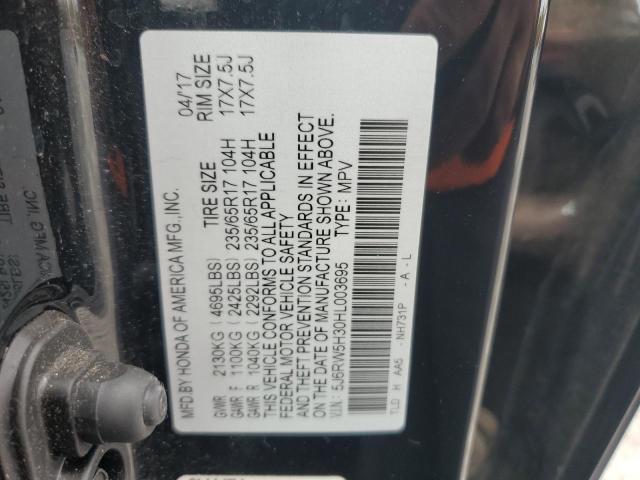 MFD.BY HONDA OF AMERICA MFG.,INC. 04/17
TIRE SIZE RIM SIZE
GVWR 2130KG ( 4695LBS)
GAWR F 1100KG ( 2428LBS) 235/65R17 104H 17X7.5J
GAWR R 1040KG ( 2292LBS) 235/65R17 104H 17X7.5J
THIS VEHICLE CONFORMS TO ALL APPLICABLE
FEDERAL MOTOR VEHICLE SAFETY
AND THEFT PREVENTION STANDARDS IN EFFECT
ON THE DATE OF MANUFACTURE SHOWN ABOVE.
V.I.N.: 5J6RW5H30HL003695 TYPE: MPV
TLD H AA5 -NH731P - A - L